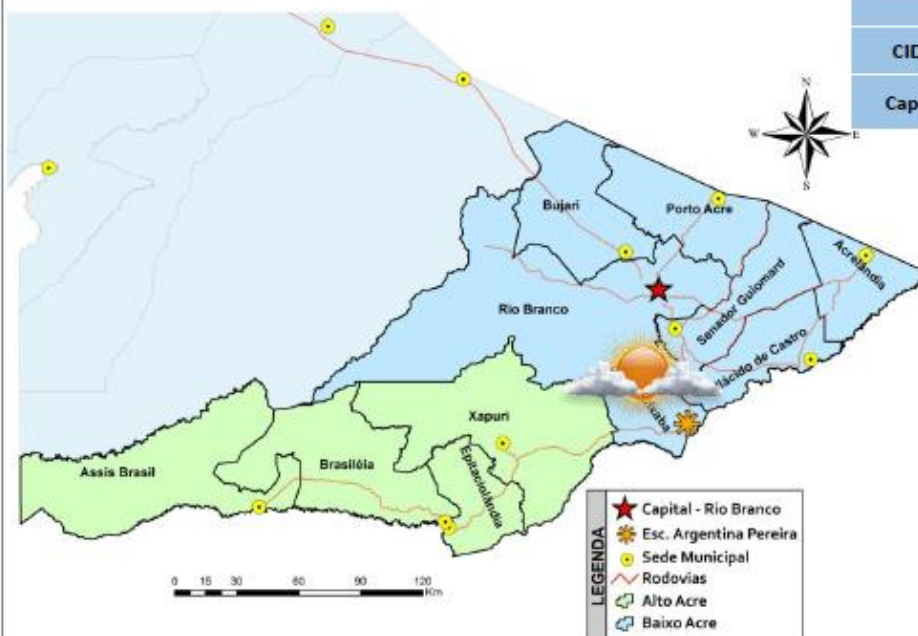 CID
Cap
N
W
E
S
Bujari
Porto Acre
Acrelândia
Senador Guiomard
Rio Branco
lácido de Castro
ixaba
Xapuri
Epitaciolândia
Brasiléia
Assis Brasil
0 15 30 60 90 120
Km
LEGENDA
Capital - Rio Branco
Esc. Argentina Pereira
Sede Municipal
Rodovias
Alto Acre
Baixo Acre